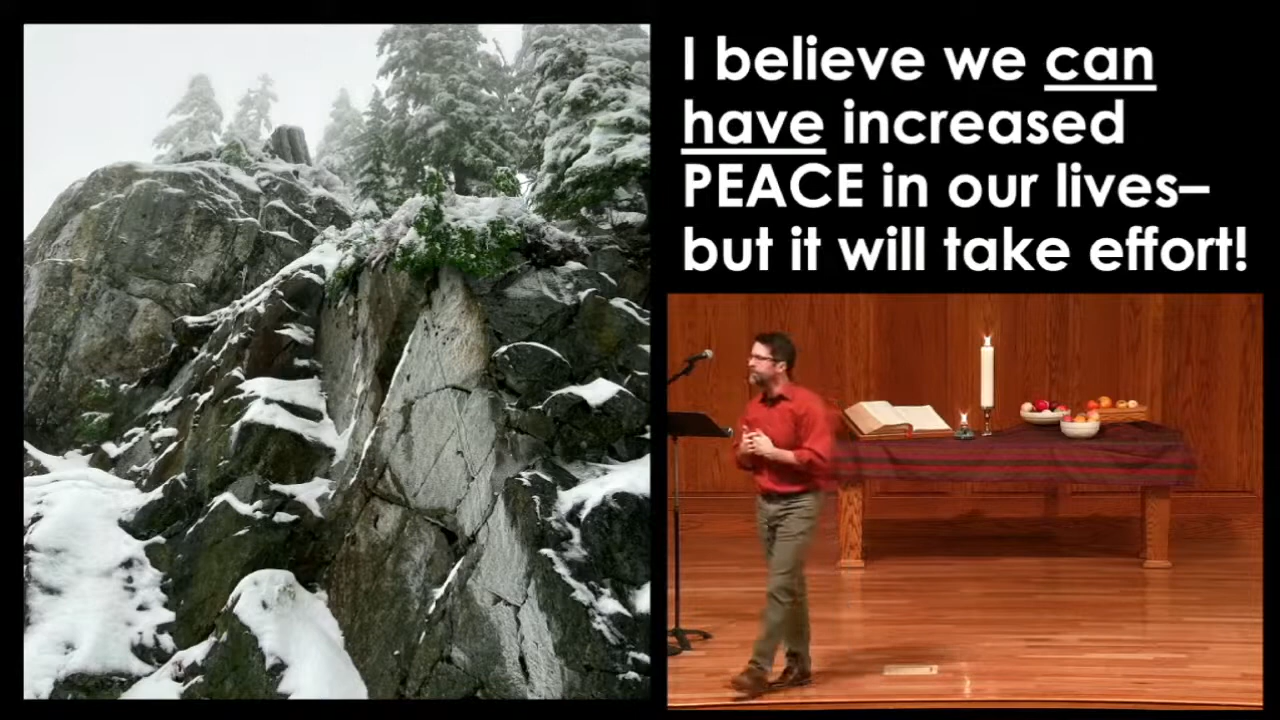 I believe we can
have increased
PEACE in our lives–
but it will take effort!